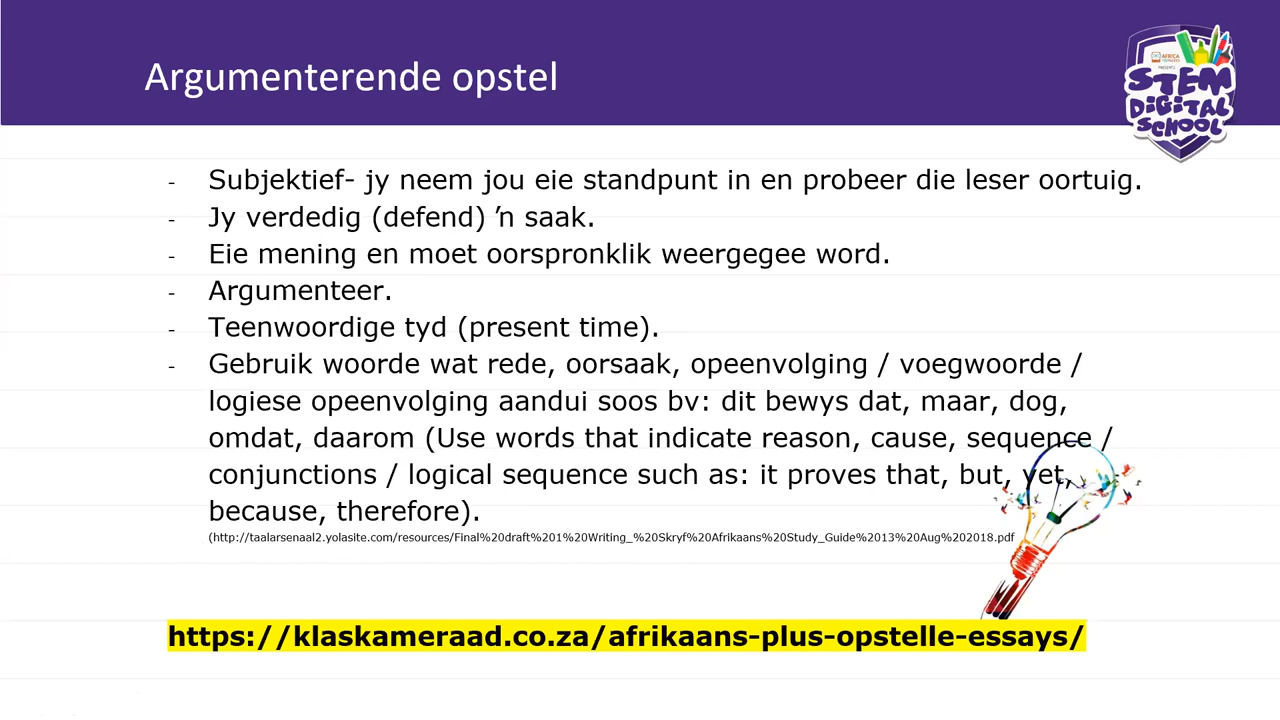 Argumenterende opstel
AFRICA
STEM
DIGITAL
SCHOOL
- Subjektief- jy neem jou eie standpunt in en probeer die leser oortuig.
- Jy verdedig (defend) ’n saak.
- Eie mening en moet oorspronklik weergegee word.
- Argumenteer.
- Teenwoordige tyd (present time).
- Gebruik woorde wat rede, oorsaak, opeenvolging / voegwoorde /
logiese opeenvolging aandui soos bv: dit bewys dat, maar, dog,
omdat, daarom (Use words that indicate reason, cause, sequence /
conjunctions / logical sequence such as: it proves that, but, yet,
because, therefore).
(http://taalarsenaal2.yolasite.com/resources/Final%20draft%201%20Writing_%20Skryf%20Afrikaans%20Study_Guide%2013%20Aug%202018.pdf
https://klaskameraad.co.za/afrikaans-plus-opstelle-essays/